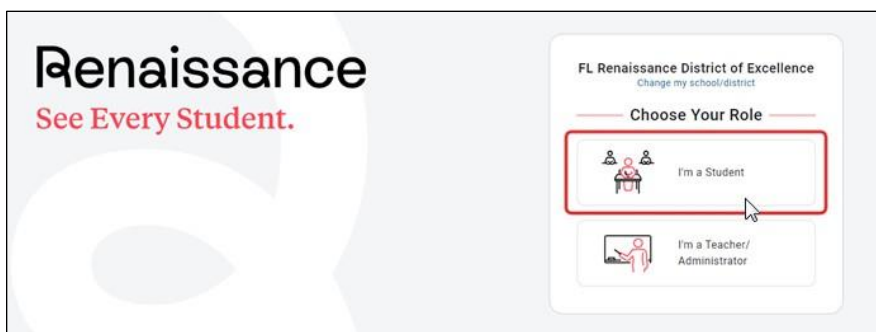 Renaissance
See Every Student.
FL Renaissance District of Excellence
Change my school/district
Choose Your Role
I'm a Student
I'm a Teacher/
Administrator